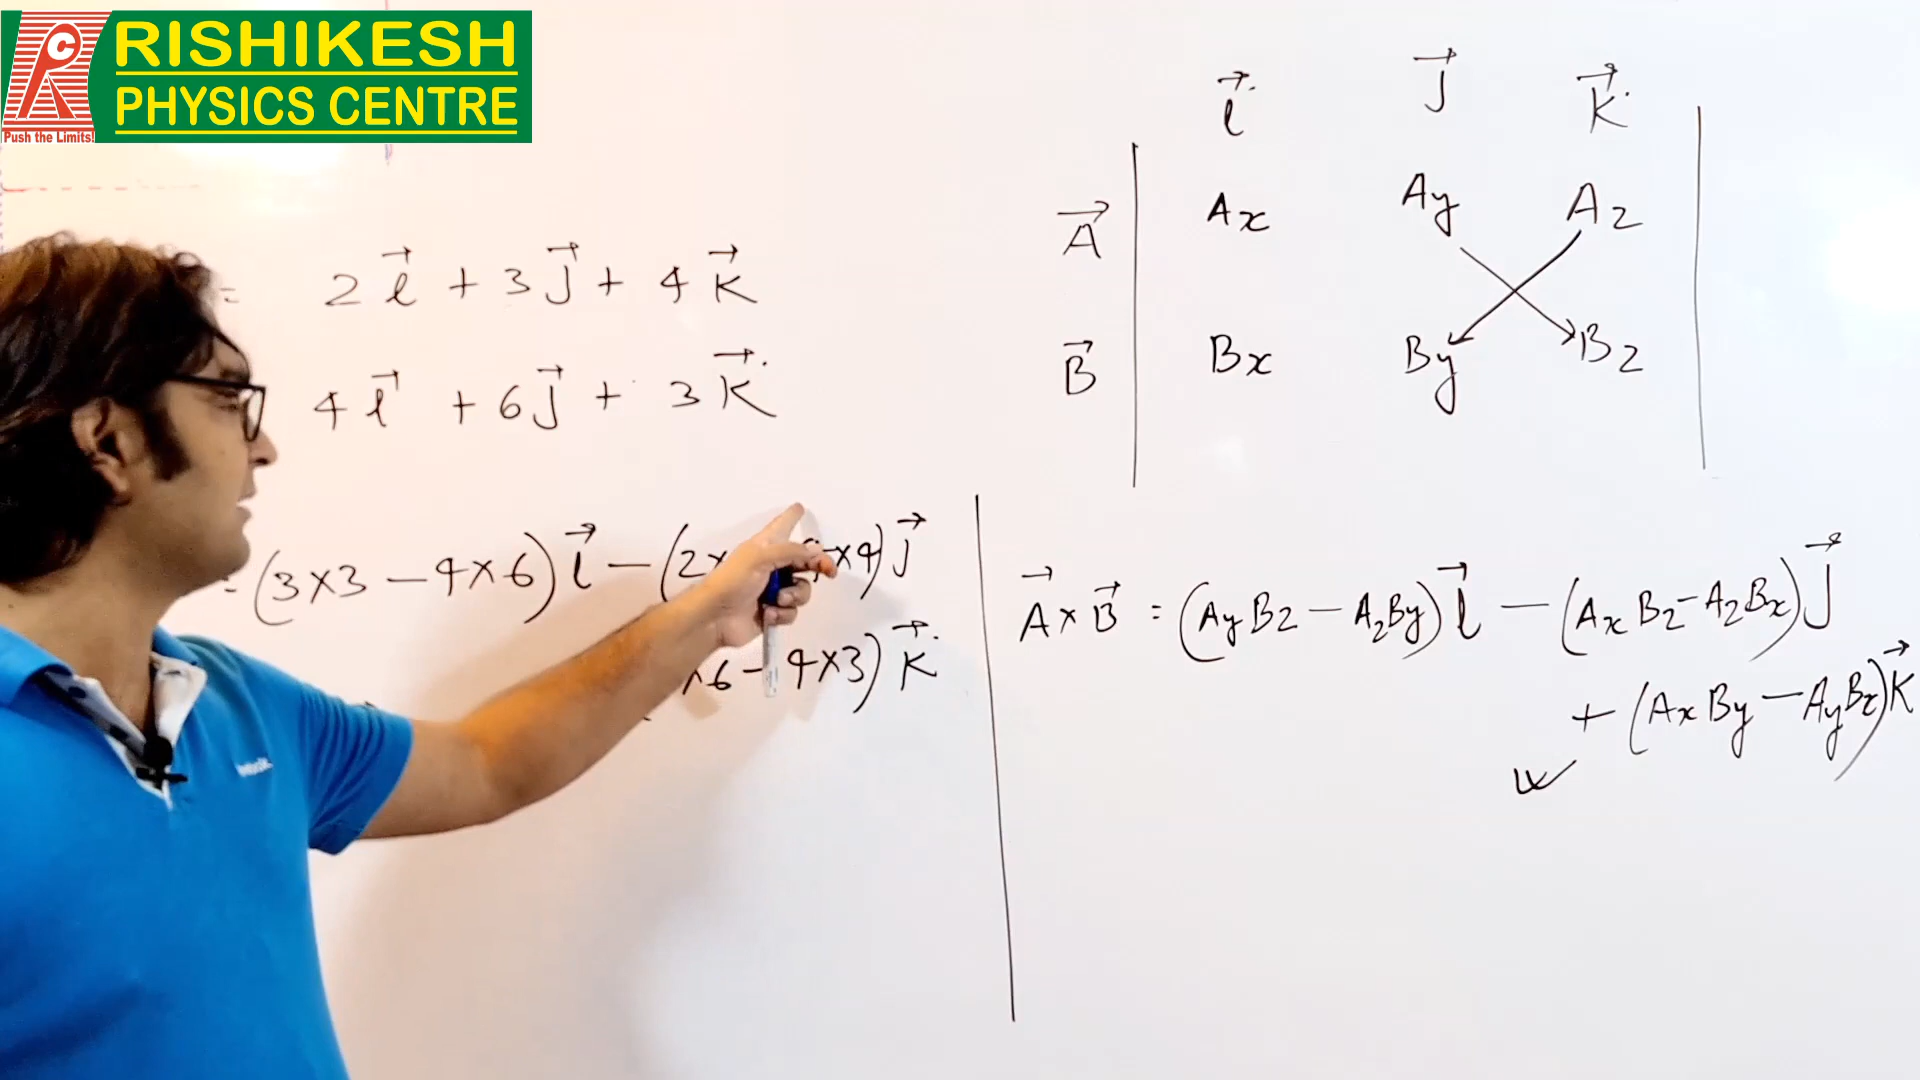 RISHIKESH
PHYSICS CENTRE
Push the Limits!
= 2i⃗ + 3j⃗ + 4k⃗
4i⃗ + 6j⃗ + 3k⃗
= (3×3 – 4×6) i⃗ – (2× ×4) j⃗
×6 – 4×3) k⃗
i⃗ j⃗ k⃗
A⃗ Ax Ay Az
B⃗ Bx By Bz
A⃗ × B⃗ = (AyBz – AzBy) i⃗ – (AxBz – AzBx) j⃗
+ (AxBy – AyBx) k⃗